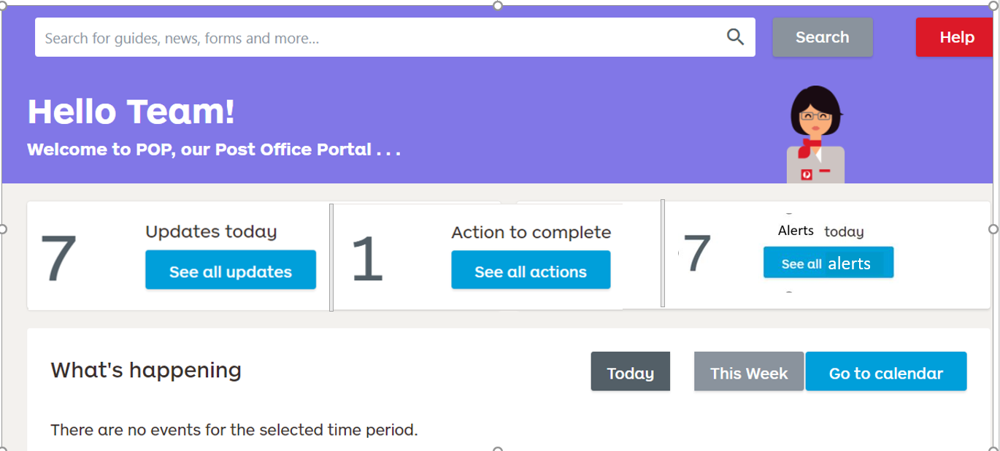 Search for guides, news, forms and more...
Search
Help
Hello Team!
Welcome to POP, our Post Office Portal . . .
7
Updates today
See all updates
1
Action to complete
See all actions
7
Alerts today
See all alerts
What's happening
Today
This Week
Go to calendar
There are no events for the selected time period.